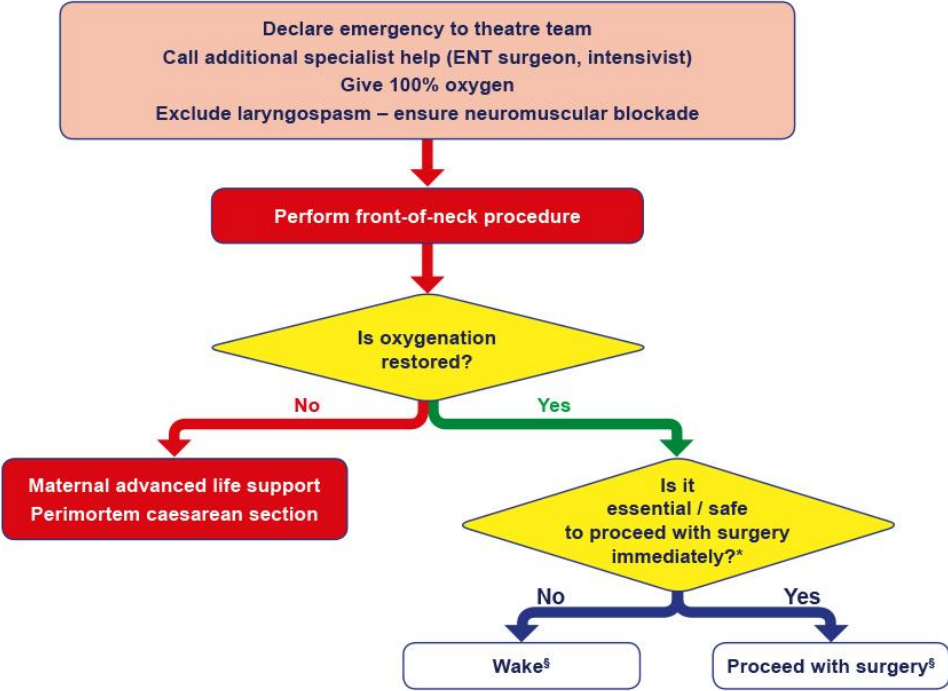 Declare emergency to theatre team
Call additional specialist help (ENT surgeon, intensivist)
Give 100% oxygen
Exclude laryngospasm – ensure neuromuscular blockade
Perform front-of-neck procedure
Is oxygenation
restored?
No
Yes
Maternal advanced life support
Perimortem caesarean section
Is it
essential / safe
to proceed with surgery
immediately?*
No
Yes
Wake§
Proceed with surgery§